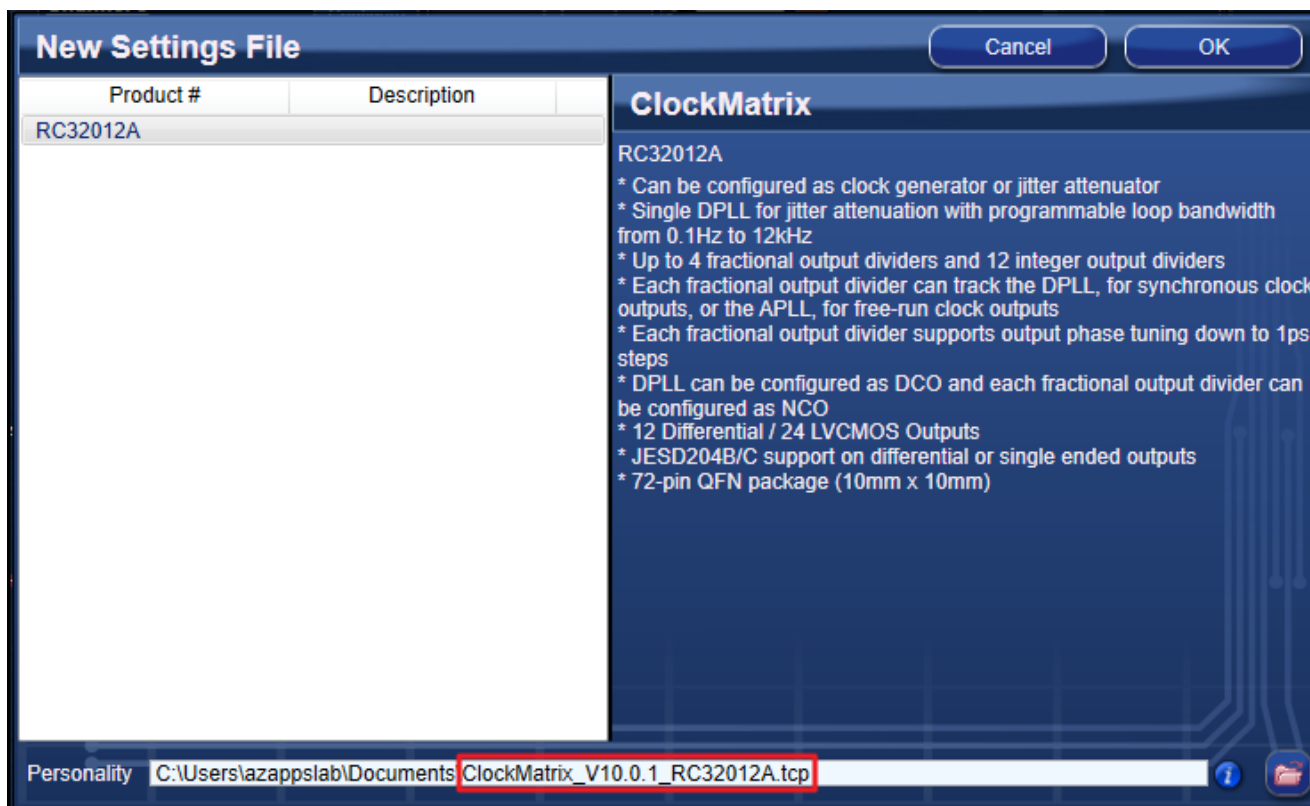 New Settings File
Cancel
OK
Product #
Description
RC32012A
ClockMatrix
RC32012A
* Can be configured as clock generator or jitter attenuator
* Single DPLL for jitter attenuation with programmable loop bandwidth
from 0.1Hz to 12kHz
* Up to 4 fractional output dividers and 12 integer output dividers
* Each fractional output divider can track the DPLL, for synchronous clock
outputs, or the APLL, for free-run clock outputs
* Each fractional output divider supports output phase tuning down to 1ps
steps
* DPLL can be configured as DCO and each fractional output divider can
be configured as NCO
* 12 Differential / 24 LVCMOS Outputs
* JESD204B/C support on differential or single ended outputs
* 72-pin QFN package (10mm x 10mm)
Personality C:\Users\azappslab\Documents\ClockMatrix_V10.0.1_RC32012A.tcp